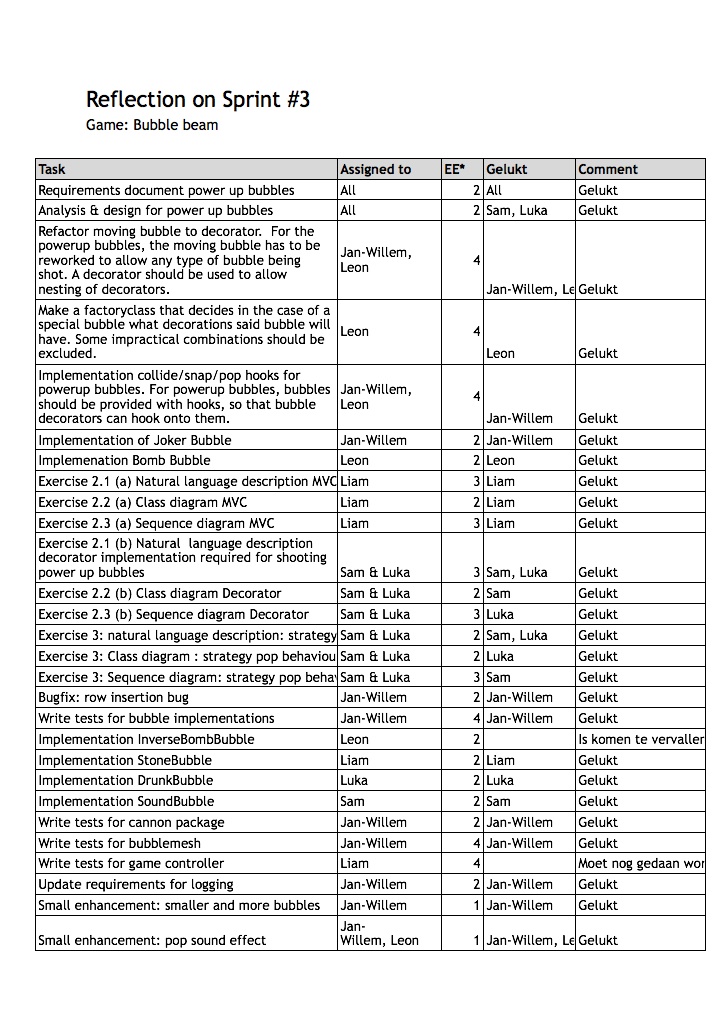 Reflection on Sprint #3
Game: Bubble beam
Task Assigned to EE* Gelukt Comment
Requirements document power up bubbles All 2 All Gelukt
Analysis & design for power up bubbles All 2 Sam, Luka Gelukt
Refactor moving bubble to decorator. For the
powerup bubbles, the moving bubble has to be
reworked to allow any type of bubble being
shot. A decorator should be used to allow
nesting of decorators.
Jan-Willem,
Leon
4
Jan-Willem, Le Gelukt
Make a factoryclass that decides in the case of a
special bubble what decorations said bubble will
have. Some impractical combinations should be
excluded.
Leon
4
Leon Gelukt
Implementation collide/snap/pop hooks for
powerup bubbles. For powerup bubbles, bubbles
should be provided with hooks, so that bubble
decorators can hook onto them.
Jan-Willem,
Leon
4
Jan-Willem Gelukt
Implementation of Joker Bubble Jan-Willem 2 Jan-Willem Gelukt
Implemenation Bomb Bubble Leon 2 Leon Gelukt
Exercise 2.1 (a) Natural language description MVC Liam 3 Liam Gelukt
Exercise 2.2 (a) Class diagram MVC Liam 2 Liam Gelukt
Exercise 2.3 (a) Sequence diagram MVC Liam 3 Liam Gelukt
Exercise 2.1 (b) Natural language description
decorator implementation required for shooting
power up bubbles Sam & Luka 3 Sam, Luka Gelukt
Exercise 2.2 (b) Class diagram Decorator Sam & Luka 2 Sam Gelukt
Exercise 2.3 (b) Sequence diagram Decorator Sam & Luka 3 Luka Gelukt
Exercise 3: natural language description: strategy Sam & Luka 2 Sam, Luka Gelukt
Exercise 3: Class diagram : strategy pop behaviou Sam & Luka 2 Luka Gelukt
Exercise 3: Sequence diagram: strategy pop beha Sam & Luka 3 Sam Gelukt
Bugfix: row insertion bug Jan-Willem 2 Jan-Willem Gelukt
Write tests for bubble implementations Jan-Willem 4 Jan-Willem Gelukt
Implementation InverseBombBubble Leon 2 Is komen te vervallen
Implementation StoneBubble Liam 2 Liam Gelukt
Implementation DrunkBubble Luka 2 Luka Gelukt
Implementation SoundBubble Sam 2 Sam Gelukt
Write tests for cannon package Jan-Willem 2 Jan-Willem Gelukt
Write tests for bubblemesh Jan-Willem 4 Jan-Willem Gelukt
Write tests for game controller Liam 4 Moet nog gedaan wor
Update requirements for logging Jan-Willem 2 Jan-Willem Gelukt
Small enhancement: smaller and more bubbles Jan-Willem 1 Jan-Willem Gelukt
Small enhancement: pop sound effect
Jan-
Willem, Leon
1 Jan-Willem, Le Gelukt